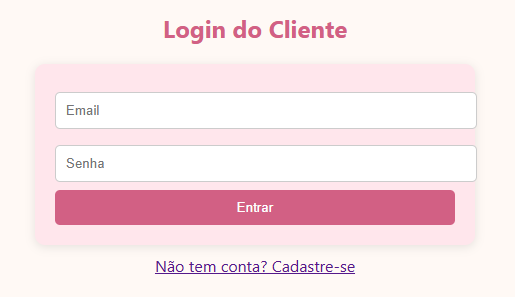 Login do Cliente
Email
Senha
Entrar
Não tem conta? Cadastre-se